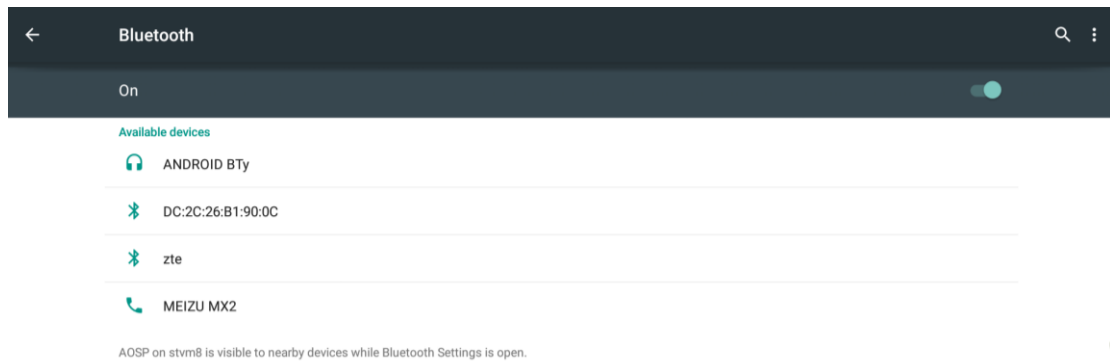 Bluetooth
On
Available devices
ANDROID BTy
DC:2C:26:B1:90:0C
zte
MEIZU MX2
AOSP on stvm8 is visible to nearby devices while Bluetooth Settings is open.